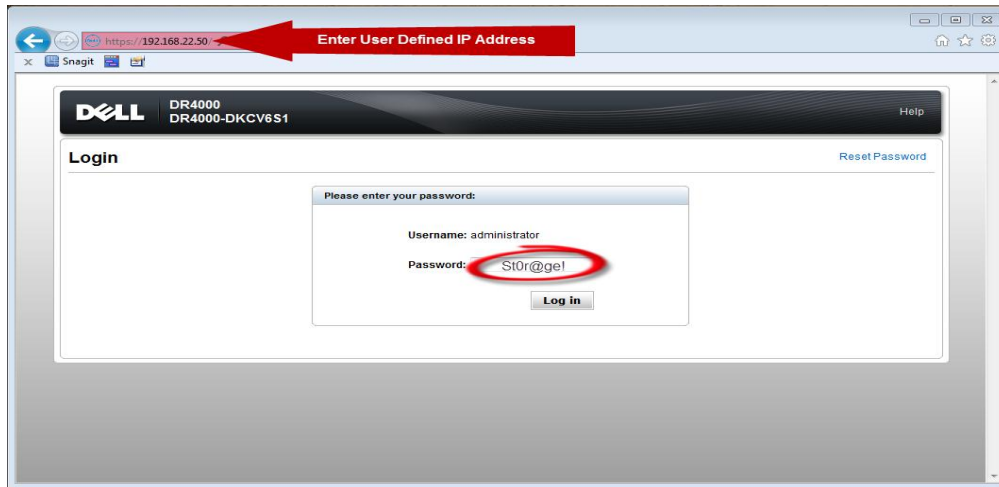 https://192.168.22.50/
Enter User Defined IP Address
x Snagit
DELL
DR4000
DR4000-DKCV6S1
Help
Login
Reset Password
Please enter your password:
Username: administrator
Password: St0r@ge!
Log in